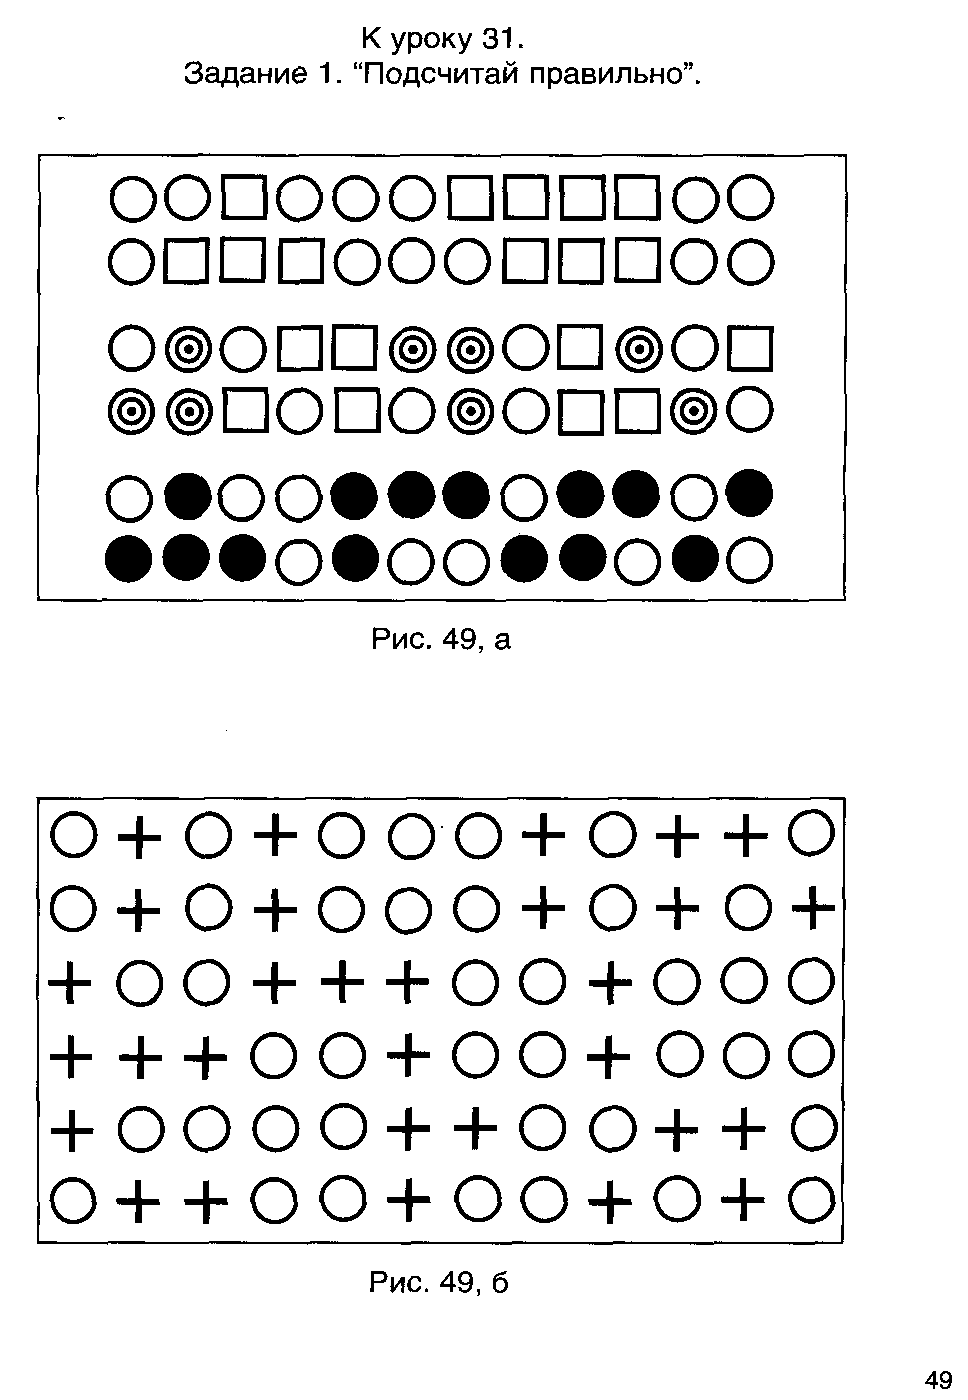 К уроку 31.
Задание 1. “Подсчитай правильно”.
Рис. 49, а
Рис. 49, б
49